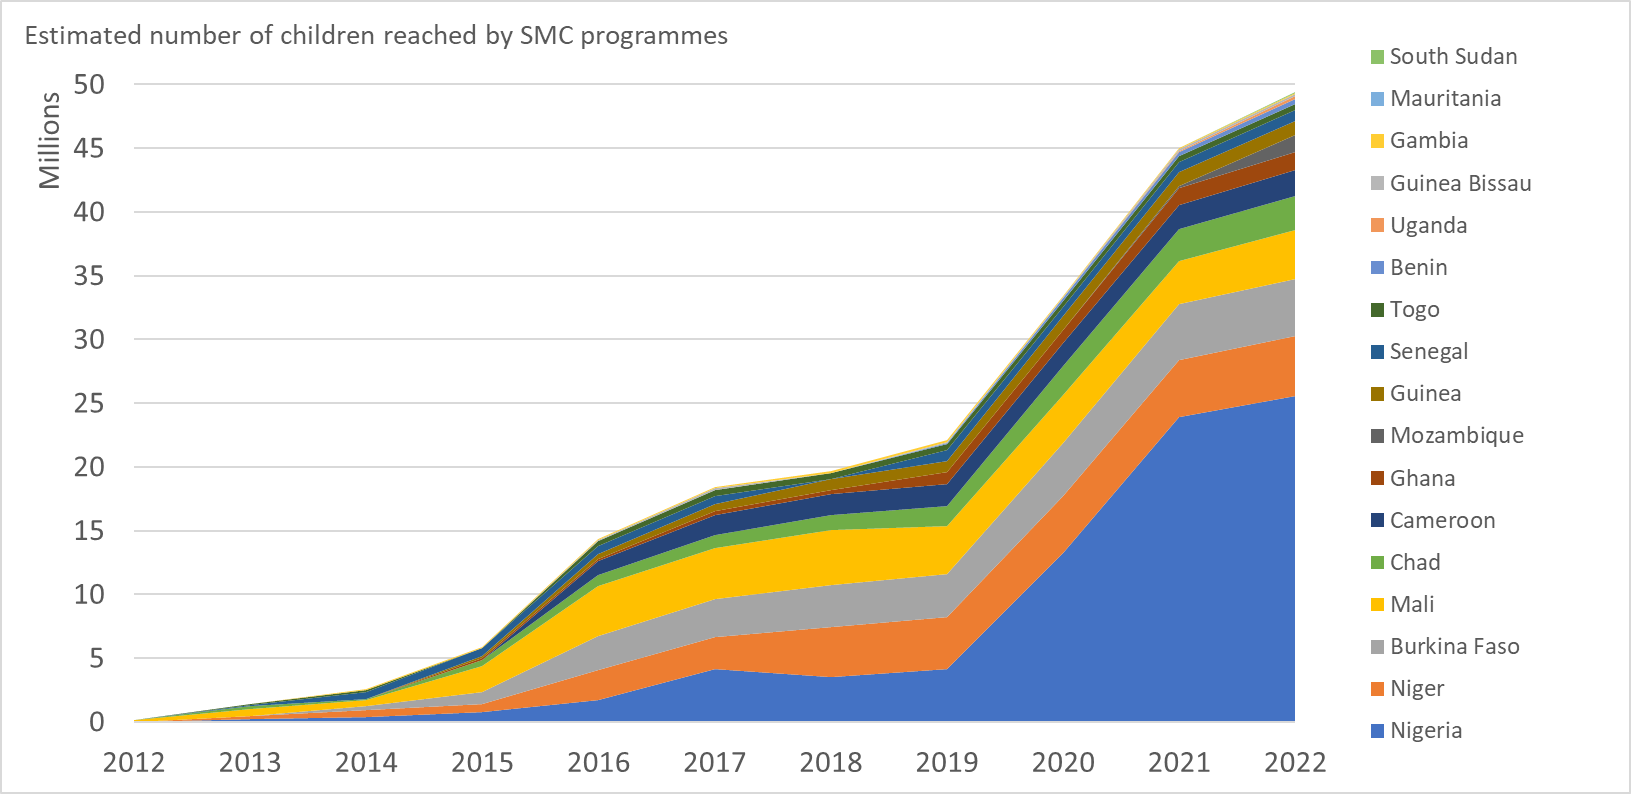 Estimated number of children reached by SMC programmes
Millions
50
45
40
35
30
25
20
15
10
5
0
2012 2013 2014 2015 2016 2017 2018 2019 2020 2021 2022
South Sudan
Mauritania
Gambia
Guinea Bissau
Uganda
Benin
Togo
Senegal
Guinea
Mozambique
Ghana
Cameroon
Chad
Mali
Burkina Faso
Niger
Nigeria